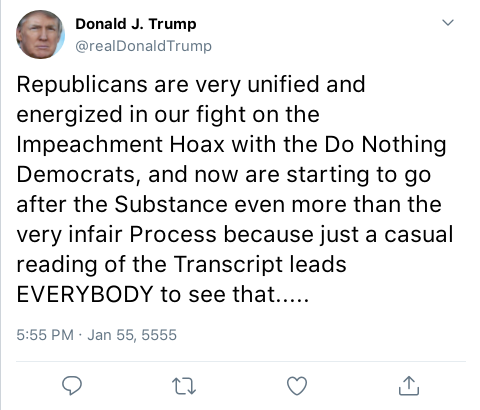 Donald J. Trump
@realDonaldTrump
Republicans are very unified and
energized in our fight on the
Impeachment Hoax with the Do Nothing
Democrats, and now are starting to go
after the Substance even more than the
very infair Process because just a casual
reading of the Transcript leads
EVERYBODY to see that.....
5:55 PM · Jan 55, 5555